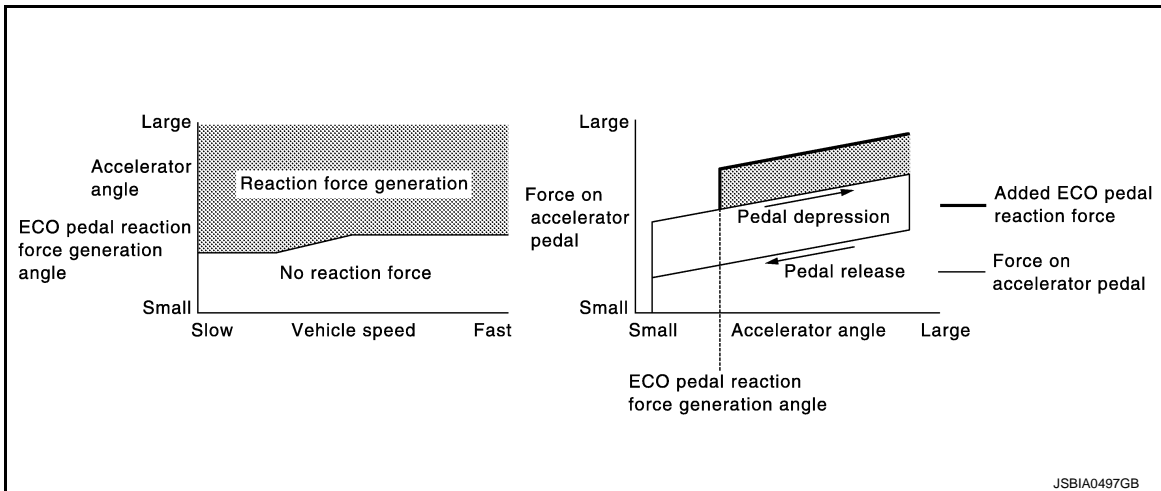 Large
Accelerator
angle
Reaction force generation
ECO pedal reaction
force generation
angle
No reaction force
Small
Slow
Vehicle speed
Fast
Large
Force on
accelerator
pedal
Pedal depression
Pedal release
Small
Small
Accelerator angle
Large
ECO pedal reaction
force generation angle
Added ECO pedal
reaction force
Force on
accelerator pedal
JSBIA0497GB